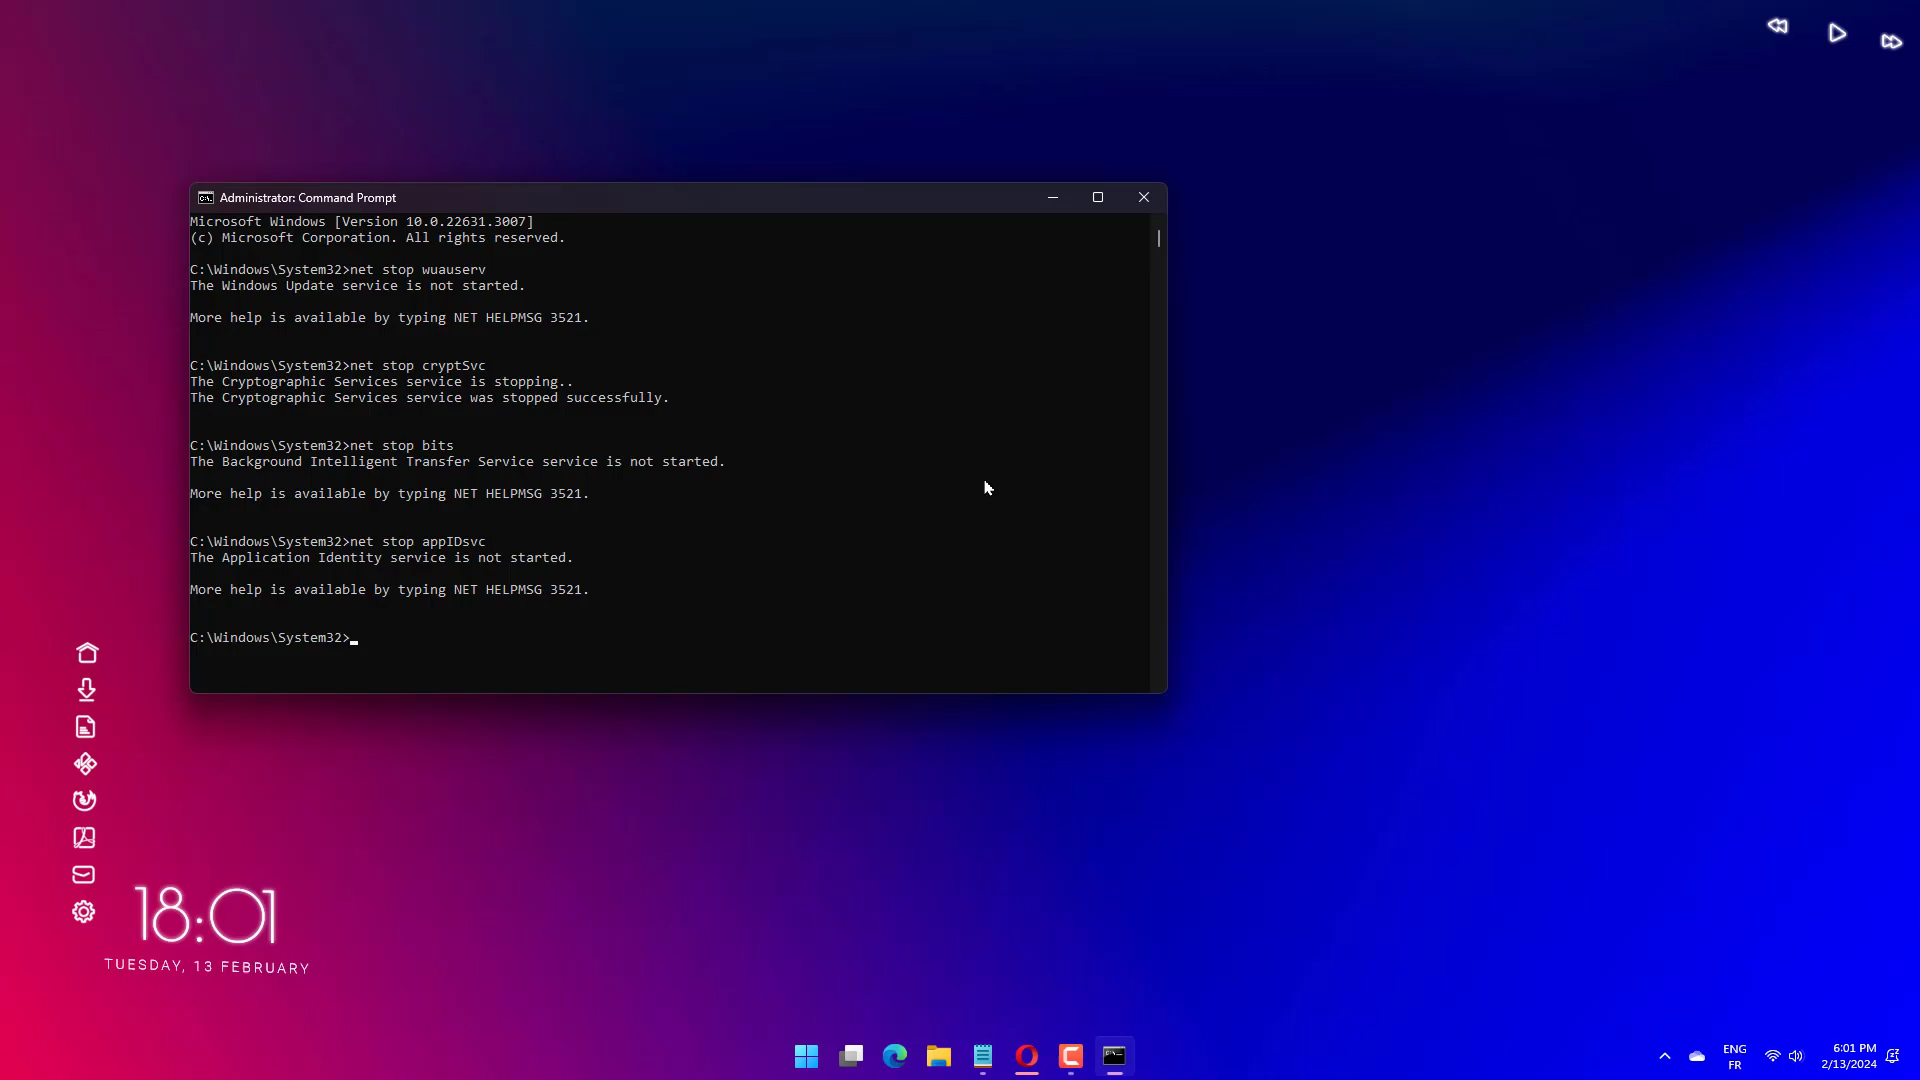 Administrator: Command Prompt
Microsoft Windows [Version 10.0.22631.3007]
(c) Microsoft Corporation. All rights reserved.
C:\Windows\System32>net stop wuauserv
The Windows Update service is not started.
More help is available by typing NET HELPMSG 3521.
C:\Windows\System32>net stop cryptSvc
The Cryptographic Services service is stopping..
The Cryptographic Services service was stopped successfully.
C:\Windows\System32>net stop bits
The Background Intelligent Transfer Service service is not started.
More help is available by typing NET HELPMSG 3521.
C:\Windows\System32>net stop appIDsvc
The Application Identity service is not started.
More help is available by typing NET HELPMSG 3521.
C:\Windows\System32>
18:01
TUESDAY, 13 FEBRUARY
ENG
FR
6:01 PM
2/13/2024